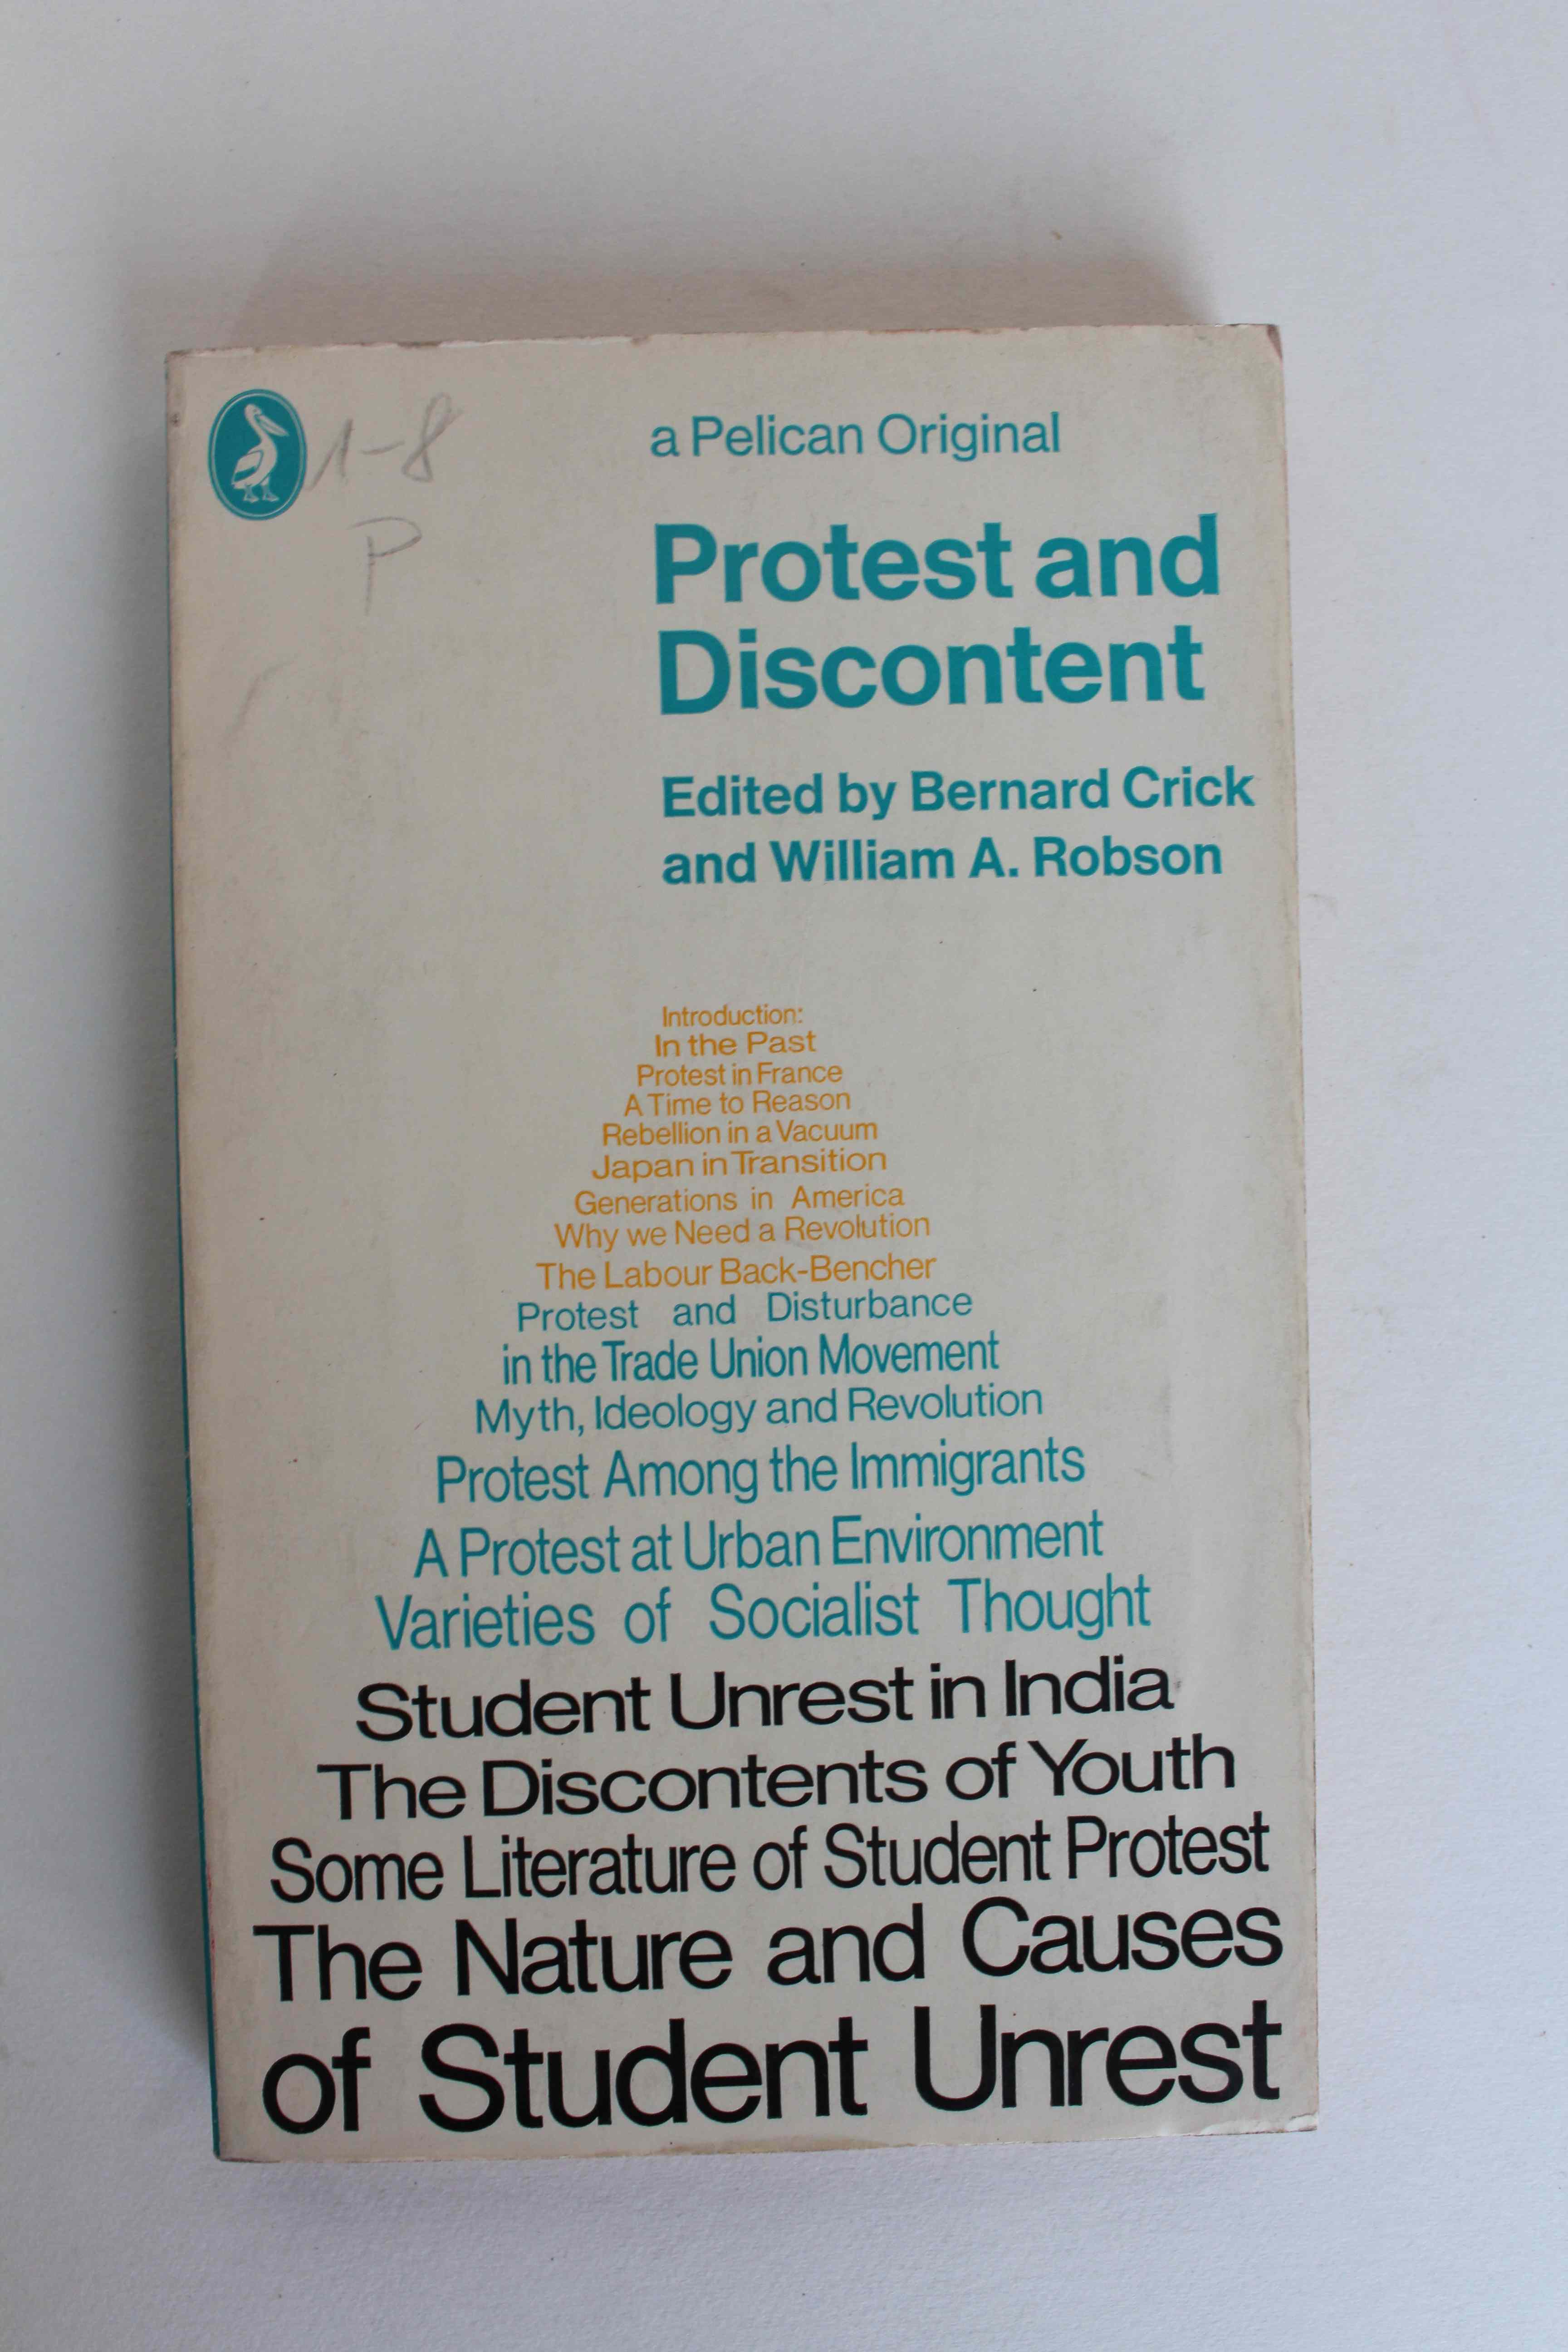 1-8
P
a Pelican Original
Protest and
Discontent
Edited by Bernard Crick
and William A. Robson
Introduction:
In the Past
Protest in France
A Time to Reason
Rebellion in a Vacuum
Japan in Transition
Generations in America
Why we Need a Revolution
The Labour Back-Bencher
Protest and Disturbance
in the Trade Union Movement
Myth, Ideology and Revolution
Protest Among the Immigrants
A Protest at Urban Environment
Varieties of Socialist Thought
Student Unrest in India
The Discontents of Youth
Some Literature of Student Protest
The Nature and Causes
of Student Unrest